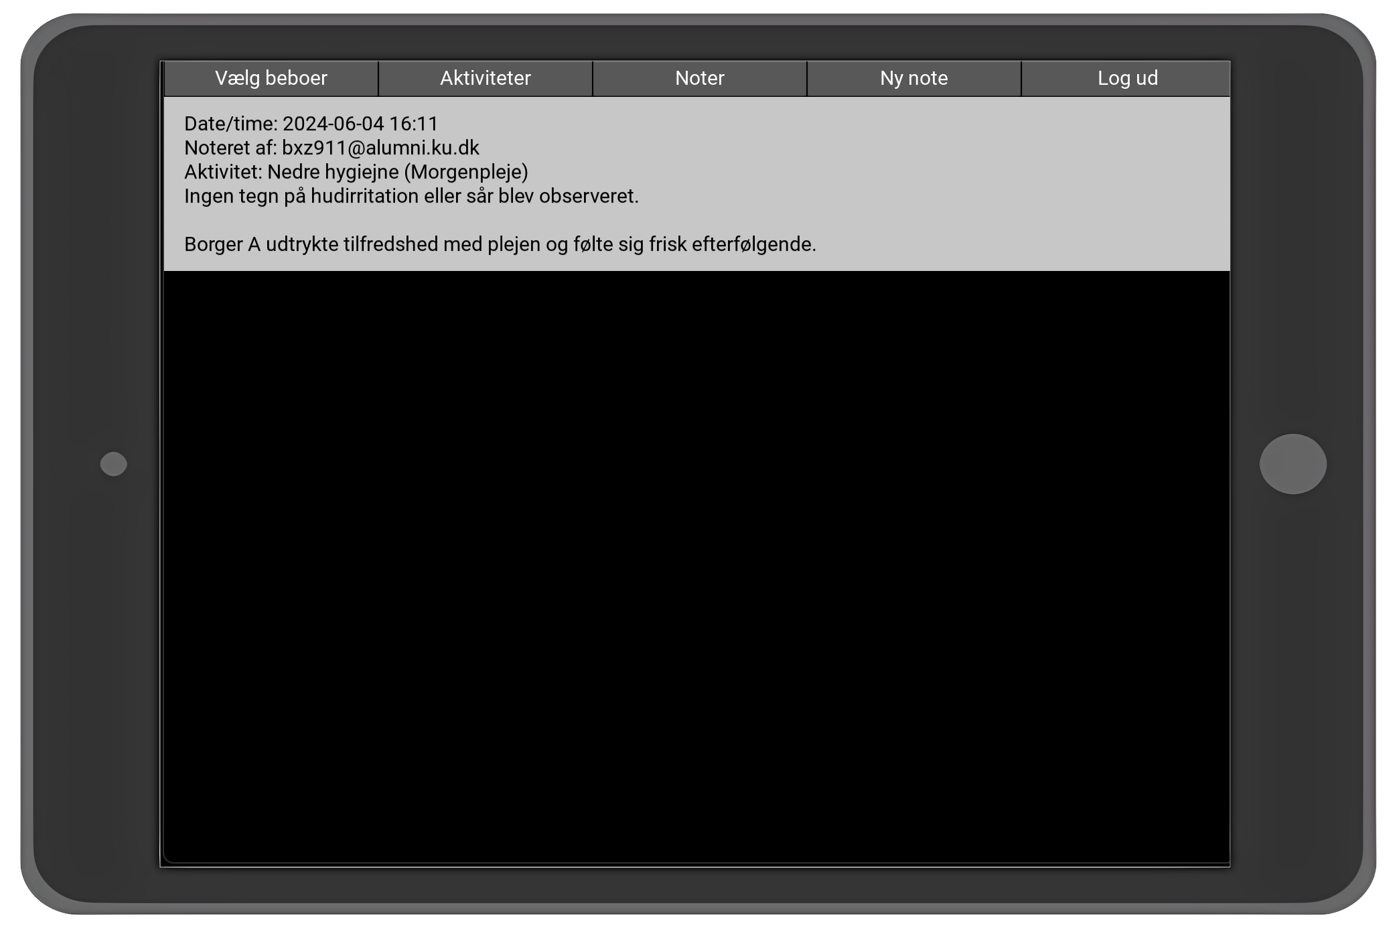 Vælg beboer
Aktiviteter
Noter
Ny note
Log ud
Date/time: 2024-06-04 16:11
Noteret af: bxz911@alumni.ku.dk
Aktivitet: Nedre hygiejne (Morgenpleje)
Ingen tegn på hudirritation eller sår blev observeret.
Borger A udtrykte tilfredshed med plejen og følte sig frisk efterfølgende.